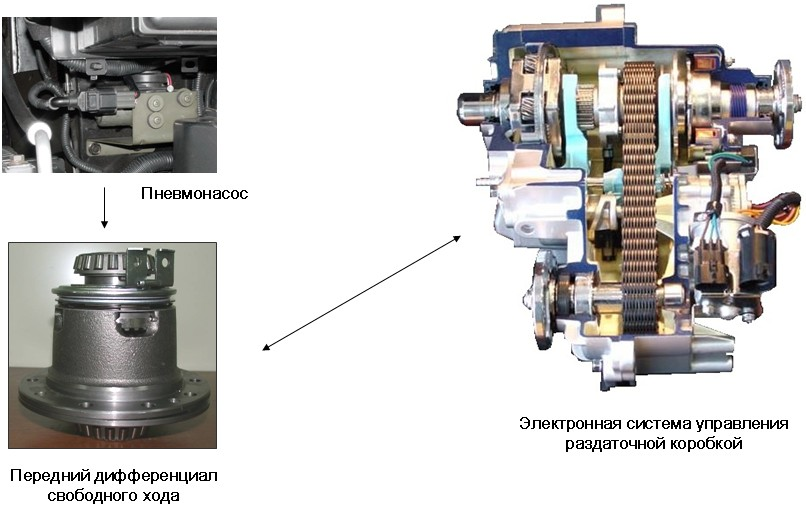 Пневмонасос
Передний дифференциал
свободного хода
Электронная система управления
раздаточной коробкой